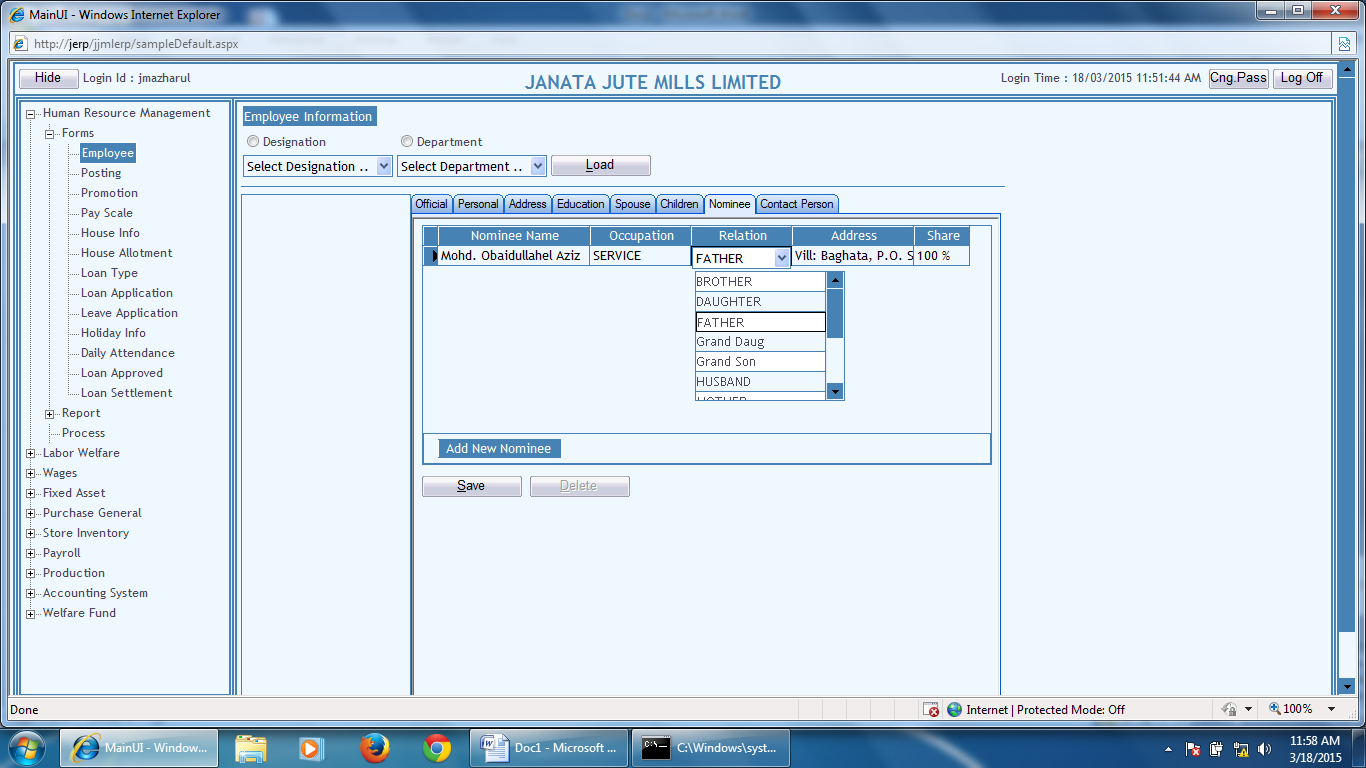 MainUI - Windows Internet Explorer
http://jerp/jjmlerp/sampleDefault.aspx
Hide Login Id : jmazharul JANATA JUTE MILLS LIMITED Login Time : 18/03/2015 11:51:44 AM Cng.Pass Log Off
Human Resource Management
Forms
Employee
Posting
Promotion
Pay Scale
House Info
House Allotment
Loan Type
Loan Application
Leave Application
Holiday Info
Daily Attendance
Loan Approved
Loan Settlement
Report
Process
Labor Welfare
Wages
Fixed Asset
Purchase General
Store Inventory
Payroll
Production
Accounting System
Welfare Fund
Employee Information
Designation Department
Select Designation .. Select Department .. Load
Official Personal Address Education Spouse Children Nominee Contact Person
Nominee Name Occupation Relation Address Share
Mohd. Obaidullahel Aziz SERVICE FATHER Vill: Baghata, P.O. S 100 %
BROTHER
DAUGHTER
FATHER
Grand Daug
Grand Son
HUSBAND
Add New Nominee
Save Delete
Done Internet | Protected Mode: Off 100%
MainUI - Window... Doc1 - Microsoft ... C:\Windows\syst... 11:58 AM
3/18/2015